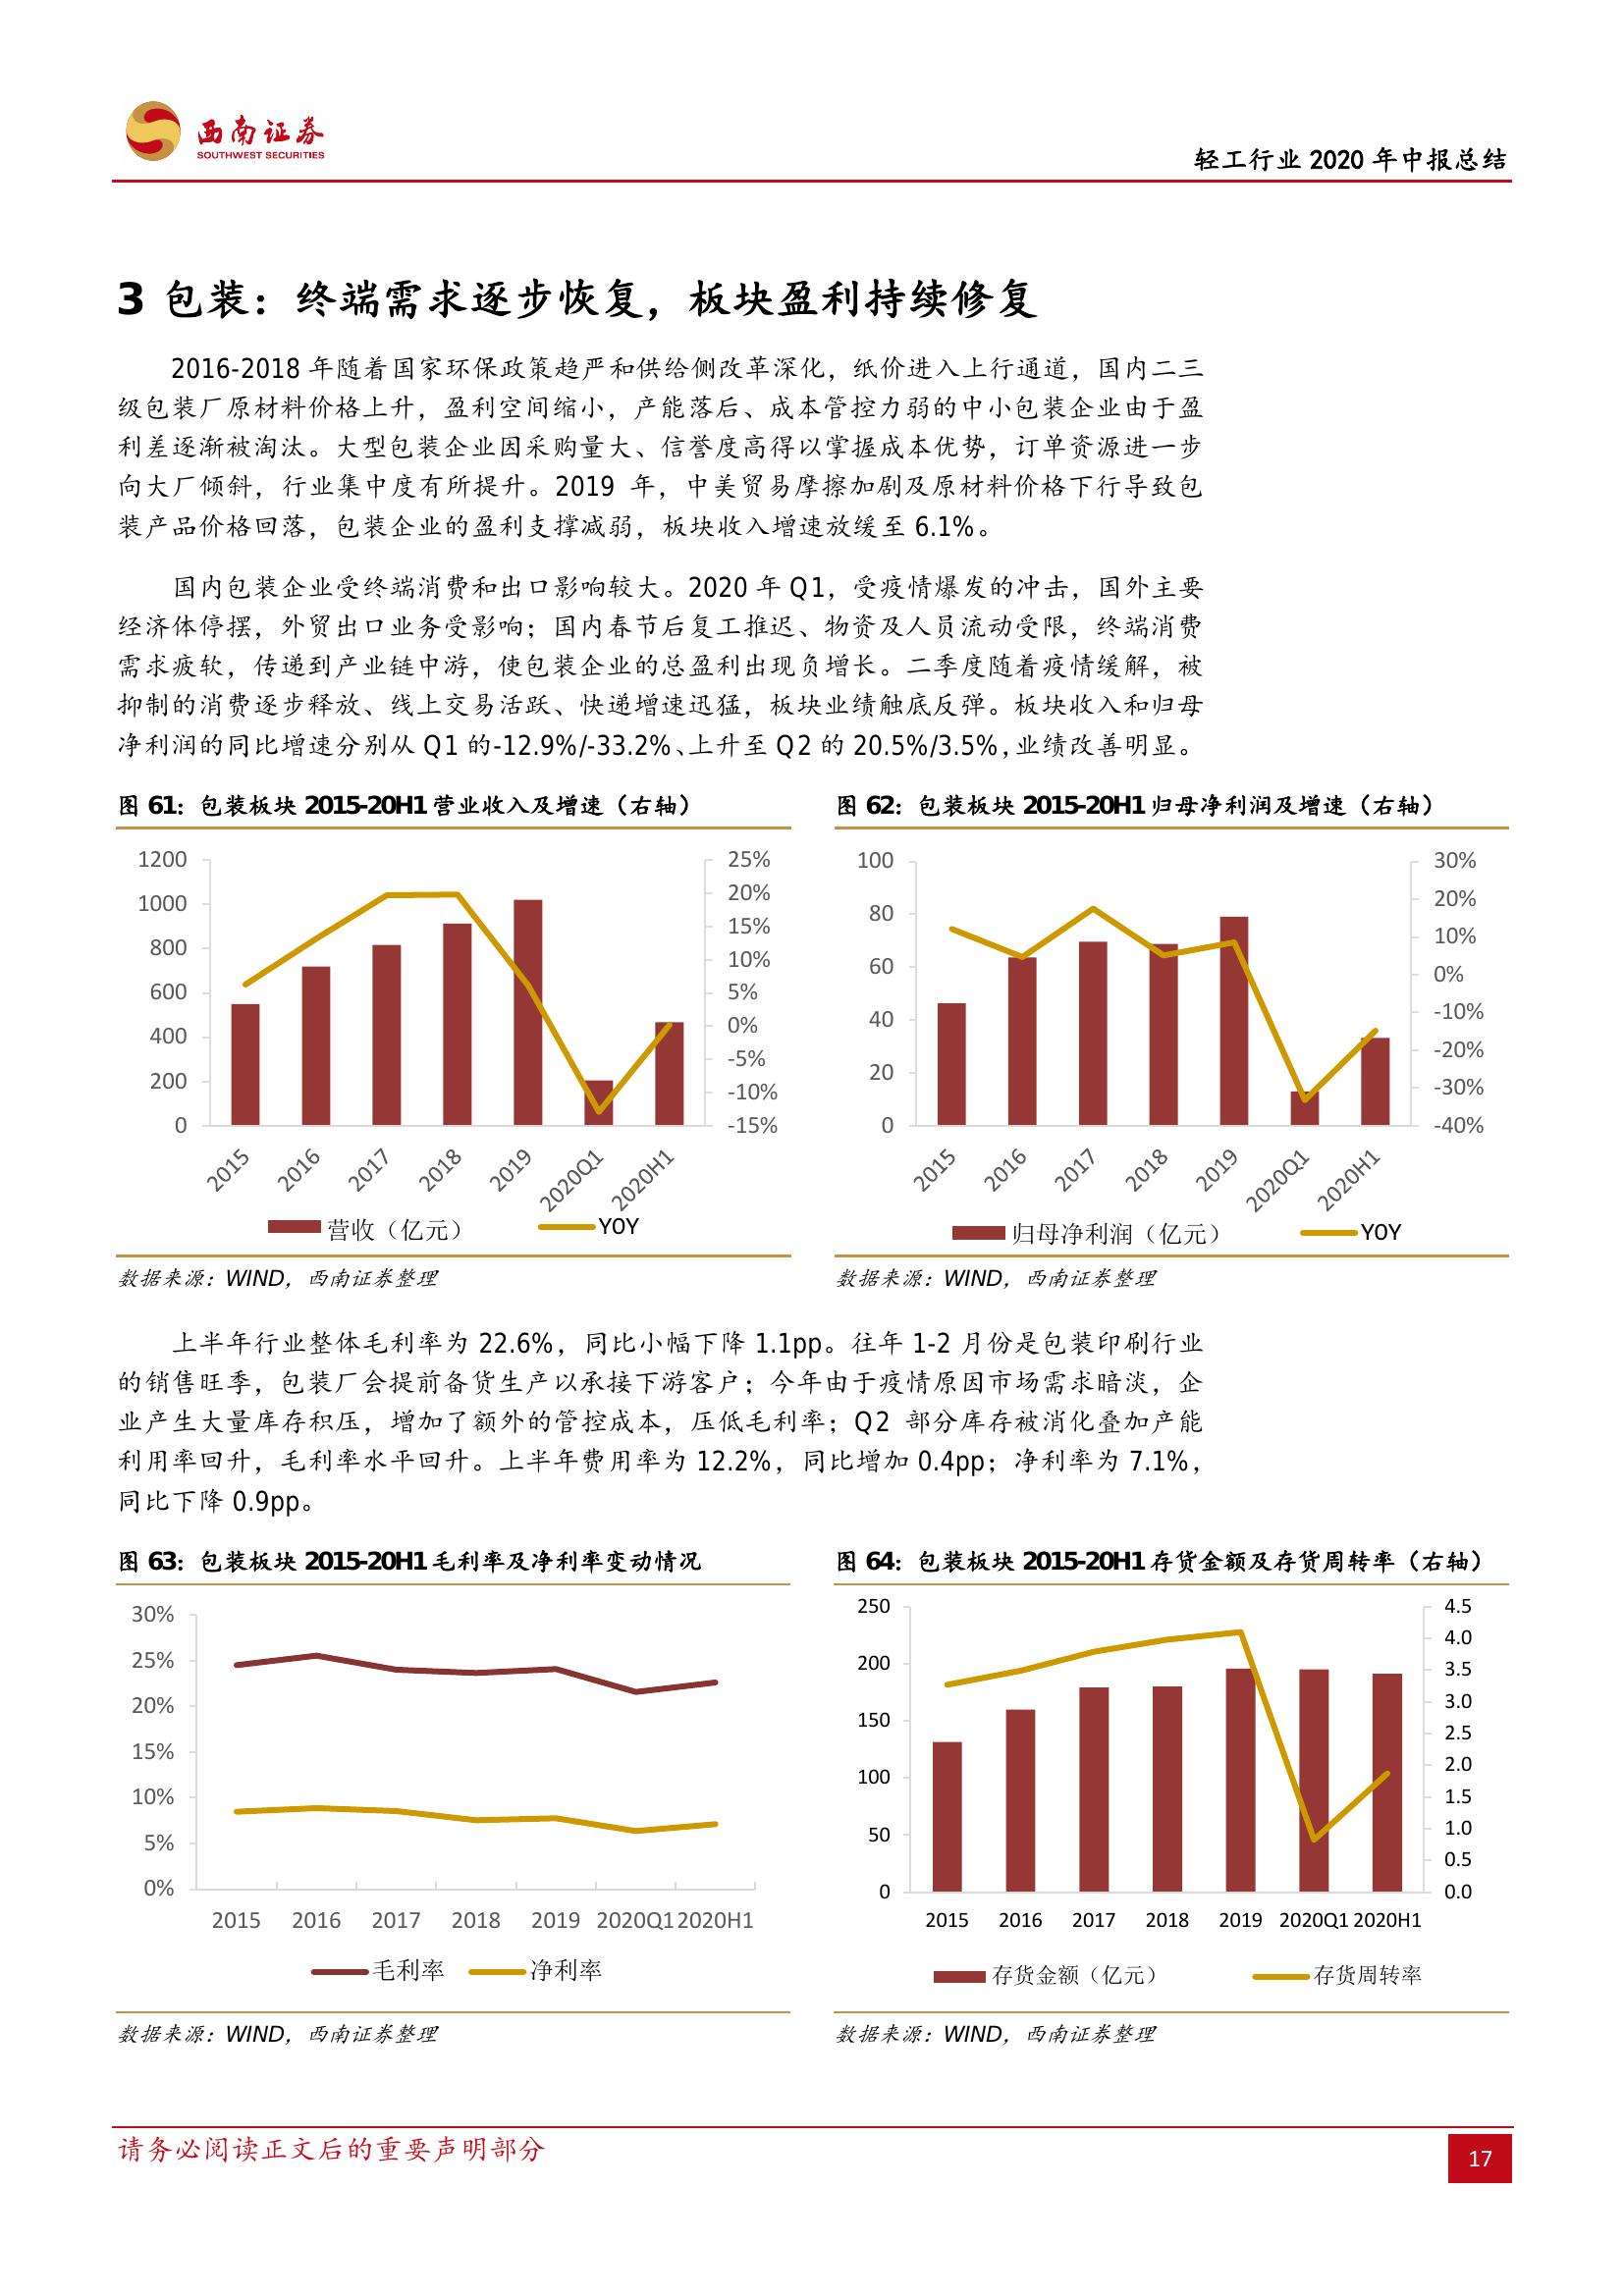 西南证券
SOUTHWEST SECURITIES
轻工行业 2020 年中报总结
3 包装：终端需求逐步恢复，板块盈利持续修复
2016-2018 年随着国家环保政策趋严和供给侧改革深化，纸价进入上行通道，国内二三
级包装厂原材料价格上升，盈利空间缩小，产能落后、成本管控力弱的中小包装企业由于盈
利差逐渐被淘汰。大型包装企业因采购量大、信誉度高得以掌握成本优势，订单资源进一步
向大厂倾斜，行业集中度有所提升。2019 年，中美贸易摩擦加剧及原材料价格下行导致包
装产品价格回落，包装企业的盈利支撑减弱，板块收入增速放缓至 6.1%。
国内包装企业受终端消费和出口影响较大。2020 年 Q1，受疫情爆发的冲击，国外主要
经济体停摆，外贸出口业务受影响；国内春节后复工推迟、物资及人员流动受限，终端消费
需求疲软，传递到产业链中游，使包装企业的总盈利出现负增长。二季度随着疫情缓解，被
抑制的消费逐步释放、线上交易活跃、快递增速迅猛，板块业绩触底反弹。板块收入和归母
净利润的同比增速分别从 Q1 的-12.9%/-33.2%、上升至 Q2 的 20.5%/3.5%，业绩改善明显。
图 61：包装板块 2015-20H1 营业收入及增速（右轴）
1200
1000
800
600
400
200
0
25%
20%
15%
10%
5%
0%
-5%
-10%
-15%
2015
2016
2017
2018
2019
2020Q1
2020H1
营收（亿元）
YOY
数据来源：WIND，西南证券整理
图 62：包装板块 2015-20H1 归母净利润及增速（右轴）
100
80
60
40
20
0
30%
20%
10%
0%
-10%
-20%
-30%
-40%
2015
2016
2017
2018
2019
2020Q1
2020H1
归母净利润（亿元）
YOY
数据来源：WIND，西南证券整理
上半年行业整体毛利率为 22.6%，同比小幅下降 1.1pp。往年 1-2 月份是包装印刷行业
的销售旺季，包装厂会提前备货生产以承接下游客户；今年由于疫情原因市场需求暗淡，企
业产生大量库存积压，增加了额外的管控成本，压低毛利率；Q2 部分库存被消化叠加产能
利用率回升，毛利率水平回升。上半年费用率为 12.2%，同比增加 0.4pp；净利率为 7.1%，
同比下降 0.9pp。
图 63：包装板块 2015-20H1 毛利率及净利率变动情况
30%
25%
20%
15%
10%
5%
0%
2015 2016 2017 2018 2019 2020Q1 2020H1
毛利率 净利率
数据来源：WIND，西南证券整理
图 64：包装板块 2015-20H1 存货金额及存货周转率（右轴）
250
200
150
100
50
0
4.5
4.0
3.5
3.0
2.5
2.0
1.5
1.0
0.5
0.0
2015 2016 2017 2018 2019 2020Q1 2020H1
存货金额（亿元） 存货周转率
数据来源：WIND，西南证券整理
请务必阅读正文后的重要声明部分
17